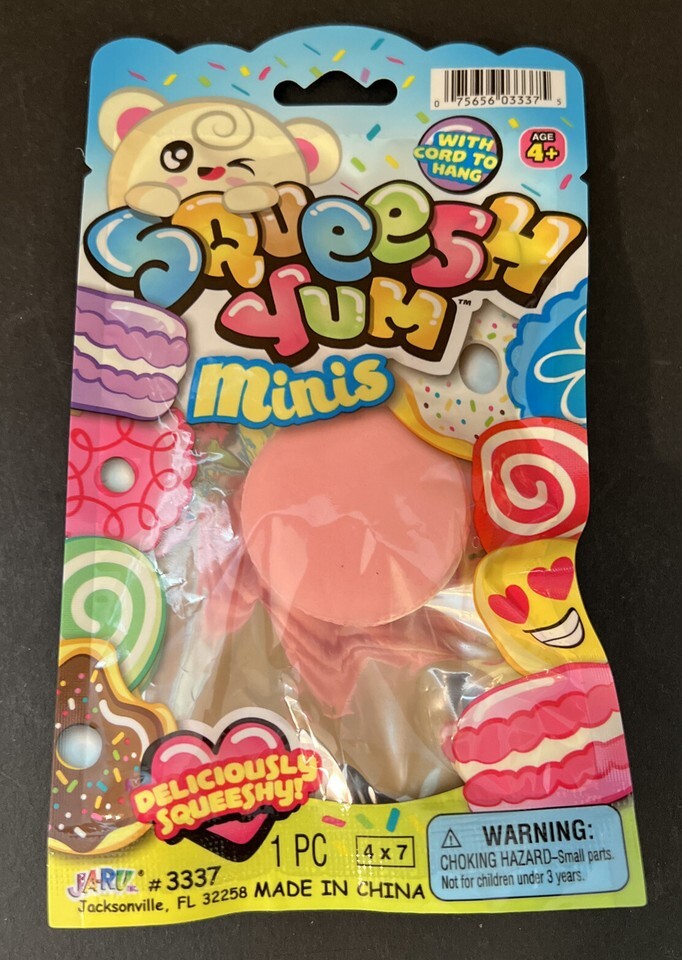 0 75656 03337 5
WITH
CORD TO
HANG
AGE
4+
SQUEESH
YUM™
minis
DELICIOUSLY
SQUEESHY!
1 PC
4 x 7
WARNING:
CHOKING HAZARD–Small parts.
Not for children under 3 years.
JA-RU® # 3337
Jacksonville, FL 32258 MADE IN CHINA